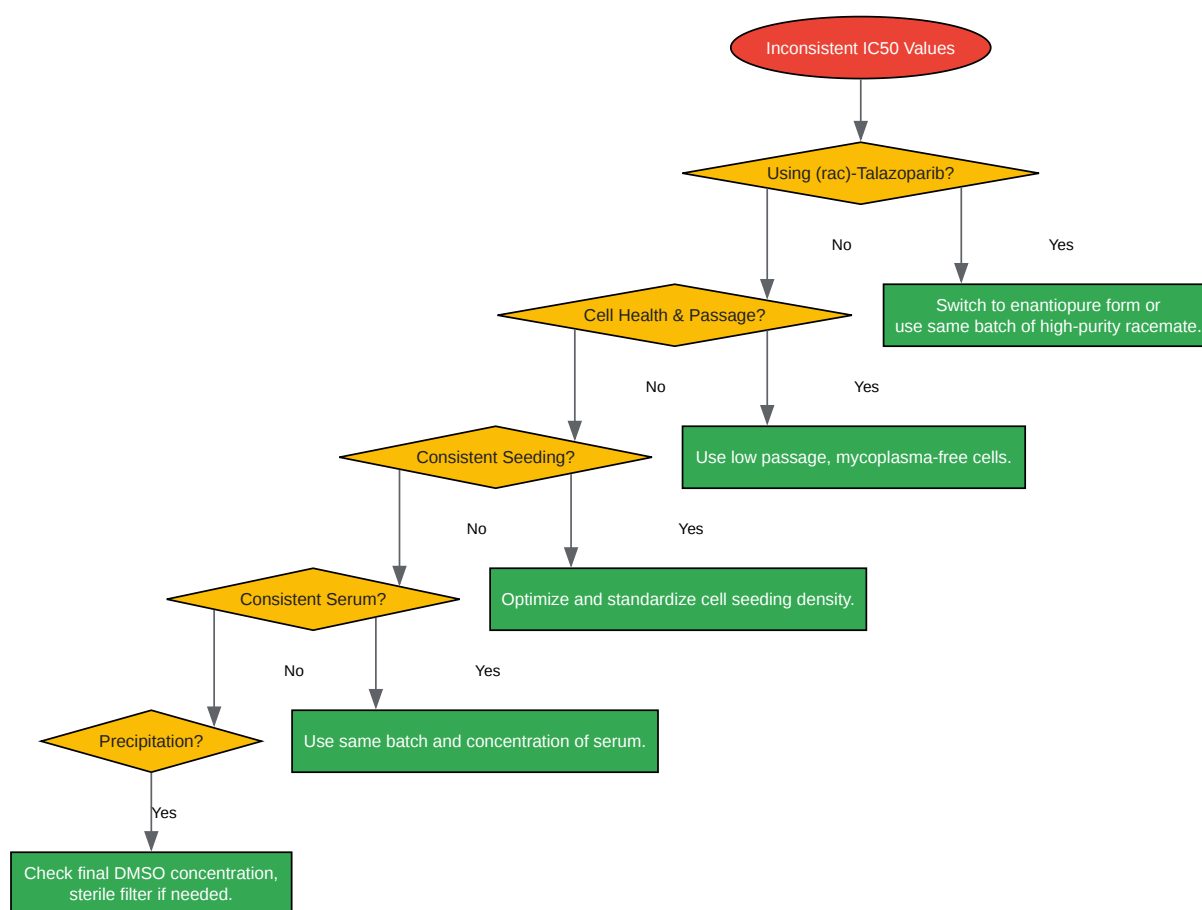 Inconsistent IC50 Values
Using (rac)-Talazoparib?
No
Yes
Switch to enantiopure form or
use same batch of high-purity racemate.
Cell Health & Passage?
No
Yes
Use low passage, mycoplasma-free cells.
Consistent Seeding?
No
Yes
Optimize and standardize cell seeding density.
Consistent Serum?
No
Yes
Use same batch and concentration of serum.
Precipitation?
Yes
Check final DMSO concentration,
sterile filter if needed.